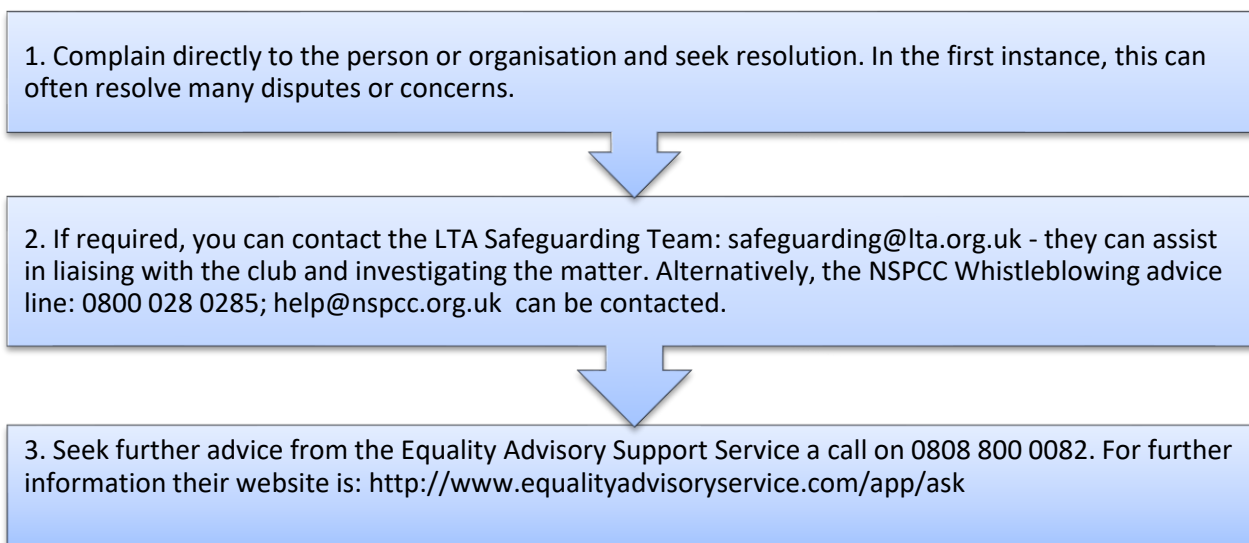 1. Complain directly to the person or organisation and seek resolution. In the first instance, this can
often resolve many disputes or concerns.
2. If required, you can contact the LTA Safeguarding Team: safeguarding@lta.org.uk - they can assist
in liaising with the club and investigating the matter. Alternatively, the NSPCC Whistleblowing advice
line: 0800 028 0285; help@nspcc.org.uk  can be contacted.
3. Seek further advice from the Equality Advisory Support Service a call on 0808 800 0082. For further
information their website is: http://www.equalityadvisoryservice.com/app/ask